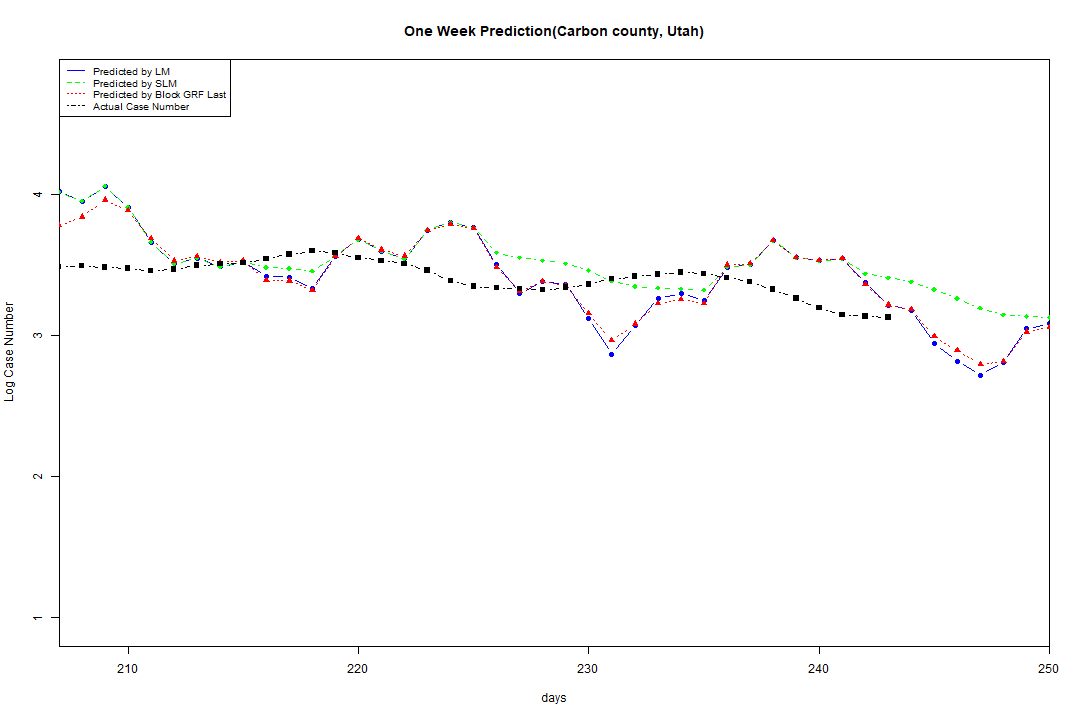 One Week Prediction(Carbon county, Utah)
Predicted by LM
Predicted by SLM
Predicted by Block GRF Last
Actual Case Number
4
3
2
1
Log Case Number
210 220 230 240 250
days